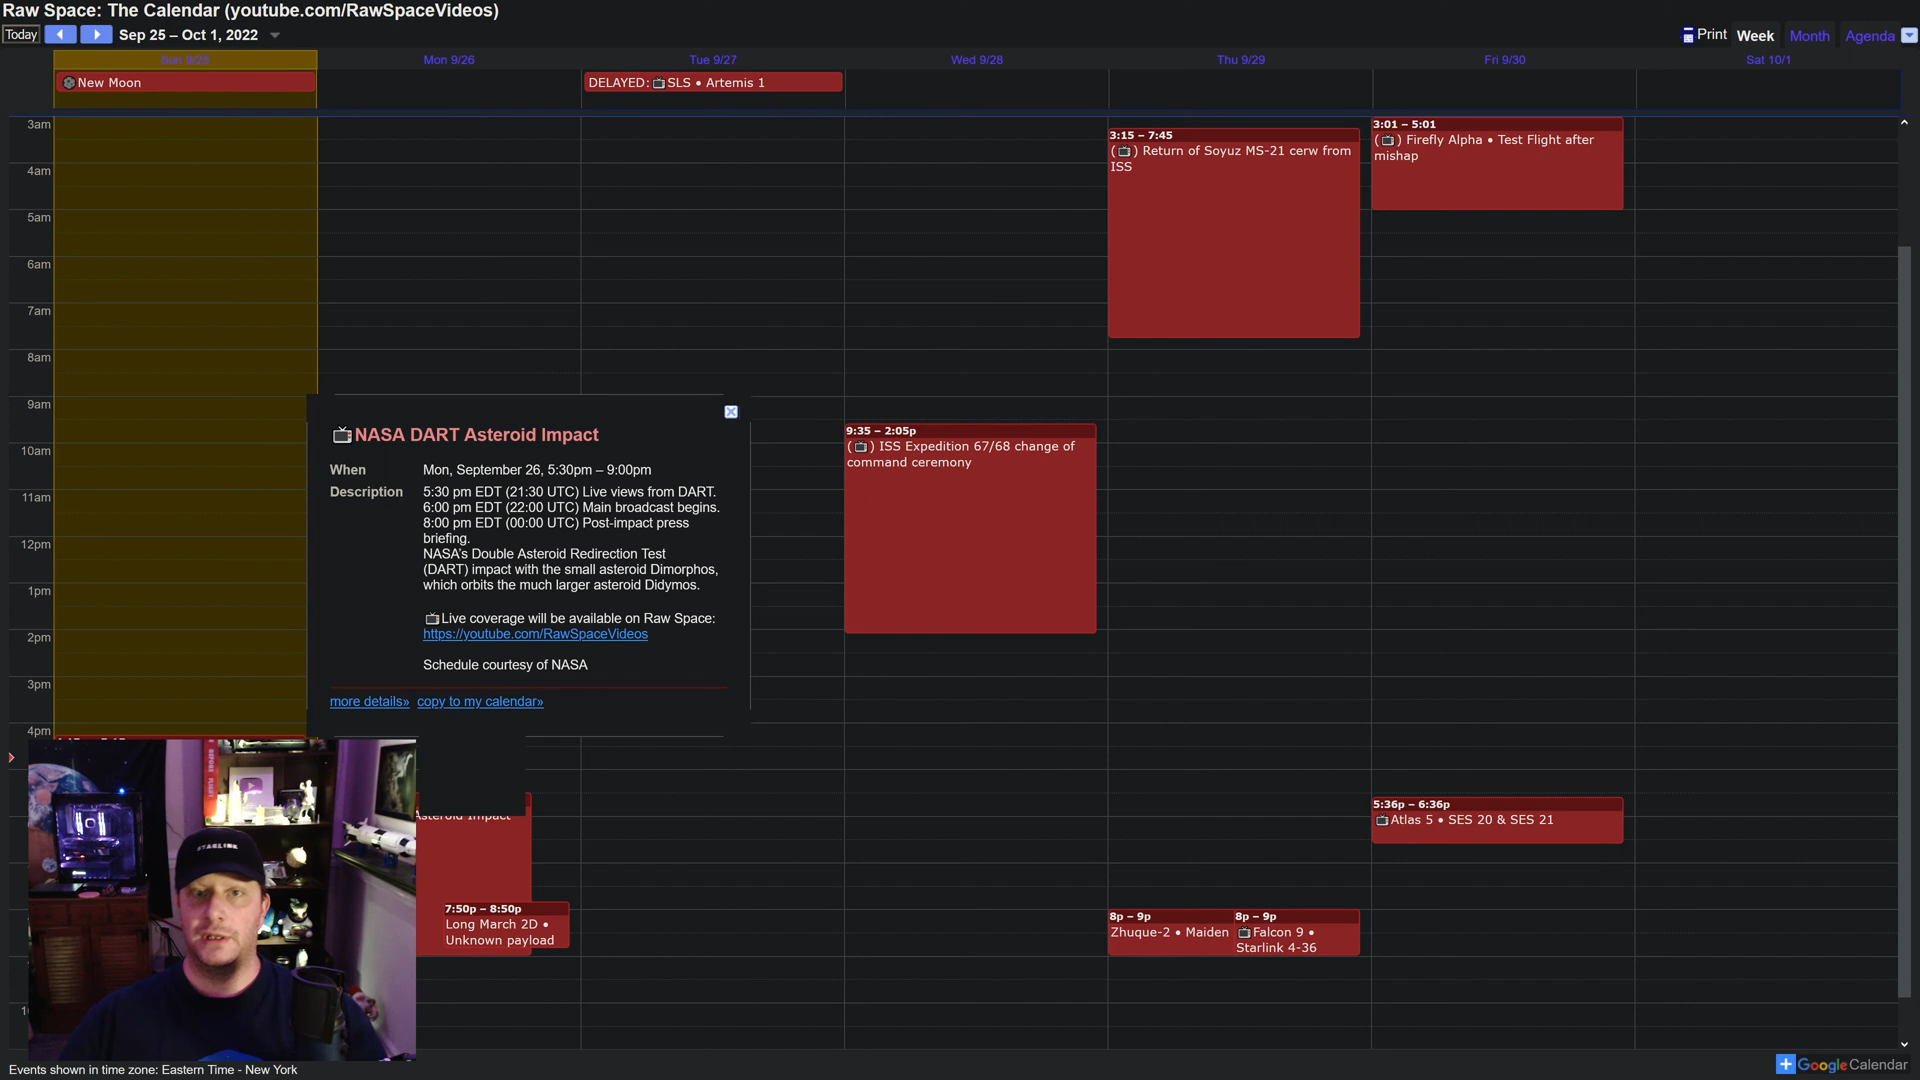 Raw Space: The Calendar (youtube.com/RawSpaceVideos)
Today
Sep 25 – Oct 1, 2022
Print
Week
Month
Agenda
Sun 9/25
Mon 9/26
Tue 9/27
Wed 9/28
Thu 9/29
Fri 9/30
Sat 10/1
New Moon
DELAYED: 📺SLS • Artemis 1
3am
4am
5am
6am
7am
8am
9am
10am
11am
12pm
1pm
2pm
3pm
4pm
3:15 – 7:45
(📺) Return of Soyuz MS-21 cerw from
ISS
3:01 – 5:01
(📺) Firefly Alpha • Test Flight after
mishap
9:35 – 2:05p
(📺) ISS Expedition 67/68 change of
command ceremony
📺NASA DART Asteroid Impact
When
Mon, September 26, 5:30pm – 9:00pm
Description
5:30 pm EDT (21:30 UTC) Live views from DART.
6:00 pm EDT (22:00 UTC) Main broadcast begins.
8:00 pm EDT (00:00 UTC) Post-impact press
briefing.
NASA's Double Asteroid Redirection Test
(DART) impact with the small asteroid Dimorphos,
which orbits the much larger asteroid Didymos.
📺Live coverage will be available on Raw Space:
https://youtube.com/RawSpaceVideos
Schedule courtesy of NASA
more details» copy to my calendar»
Asteroid Impact
7:50p – 8:50p
Long March 2D •
Unknown payload
5:36p – 6:36p
📺Atlas 5 • SES 20 & SES 21
8p – 9p
Zhuque-2 • Maiden
8p – 9p
📺Falcon 9 •
Starlink 4-36
STARLINK
Events shown in time zone: Eastern Time - New York
Google Calendar